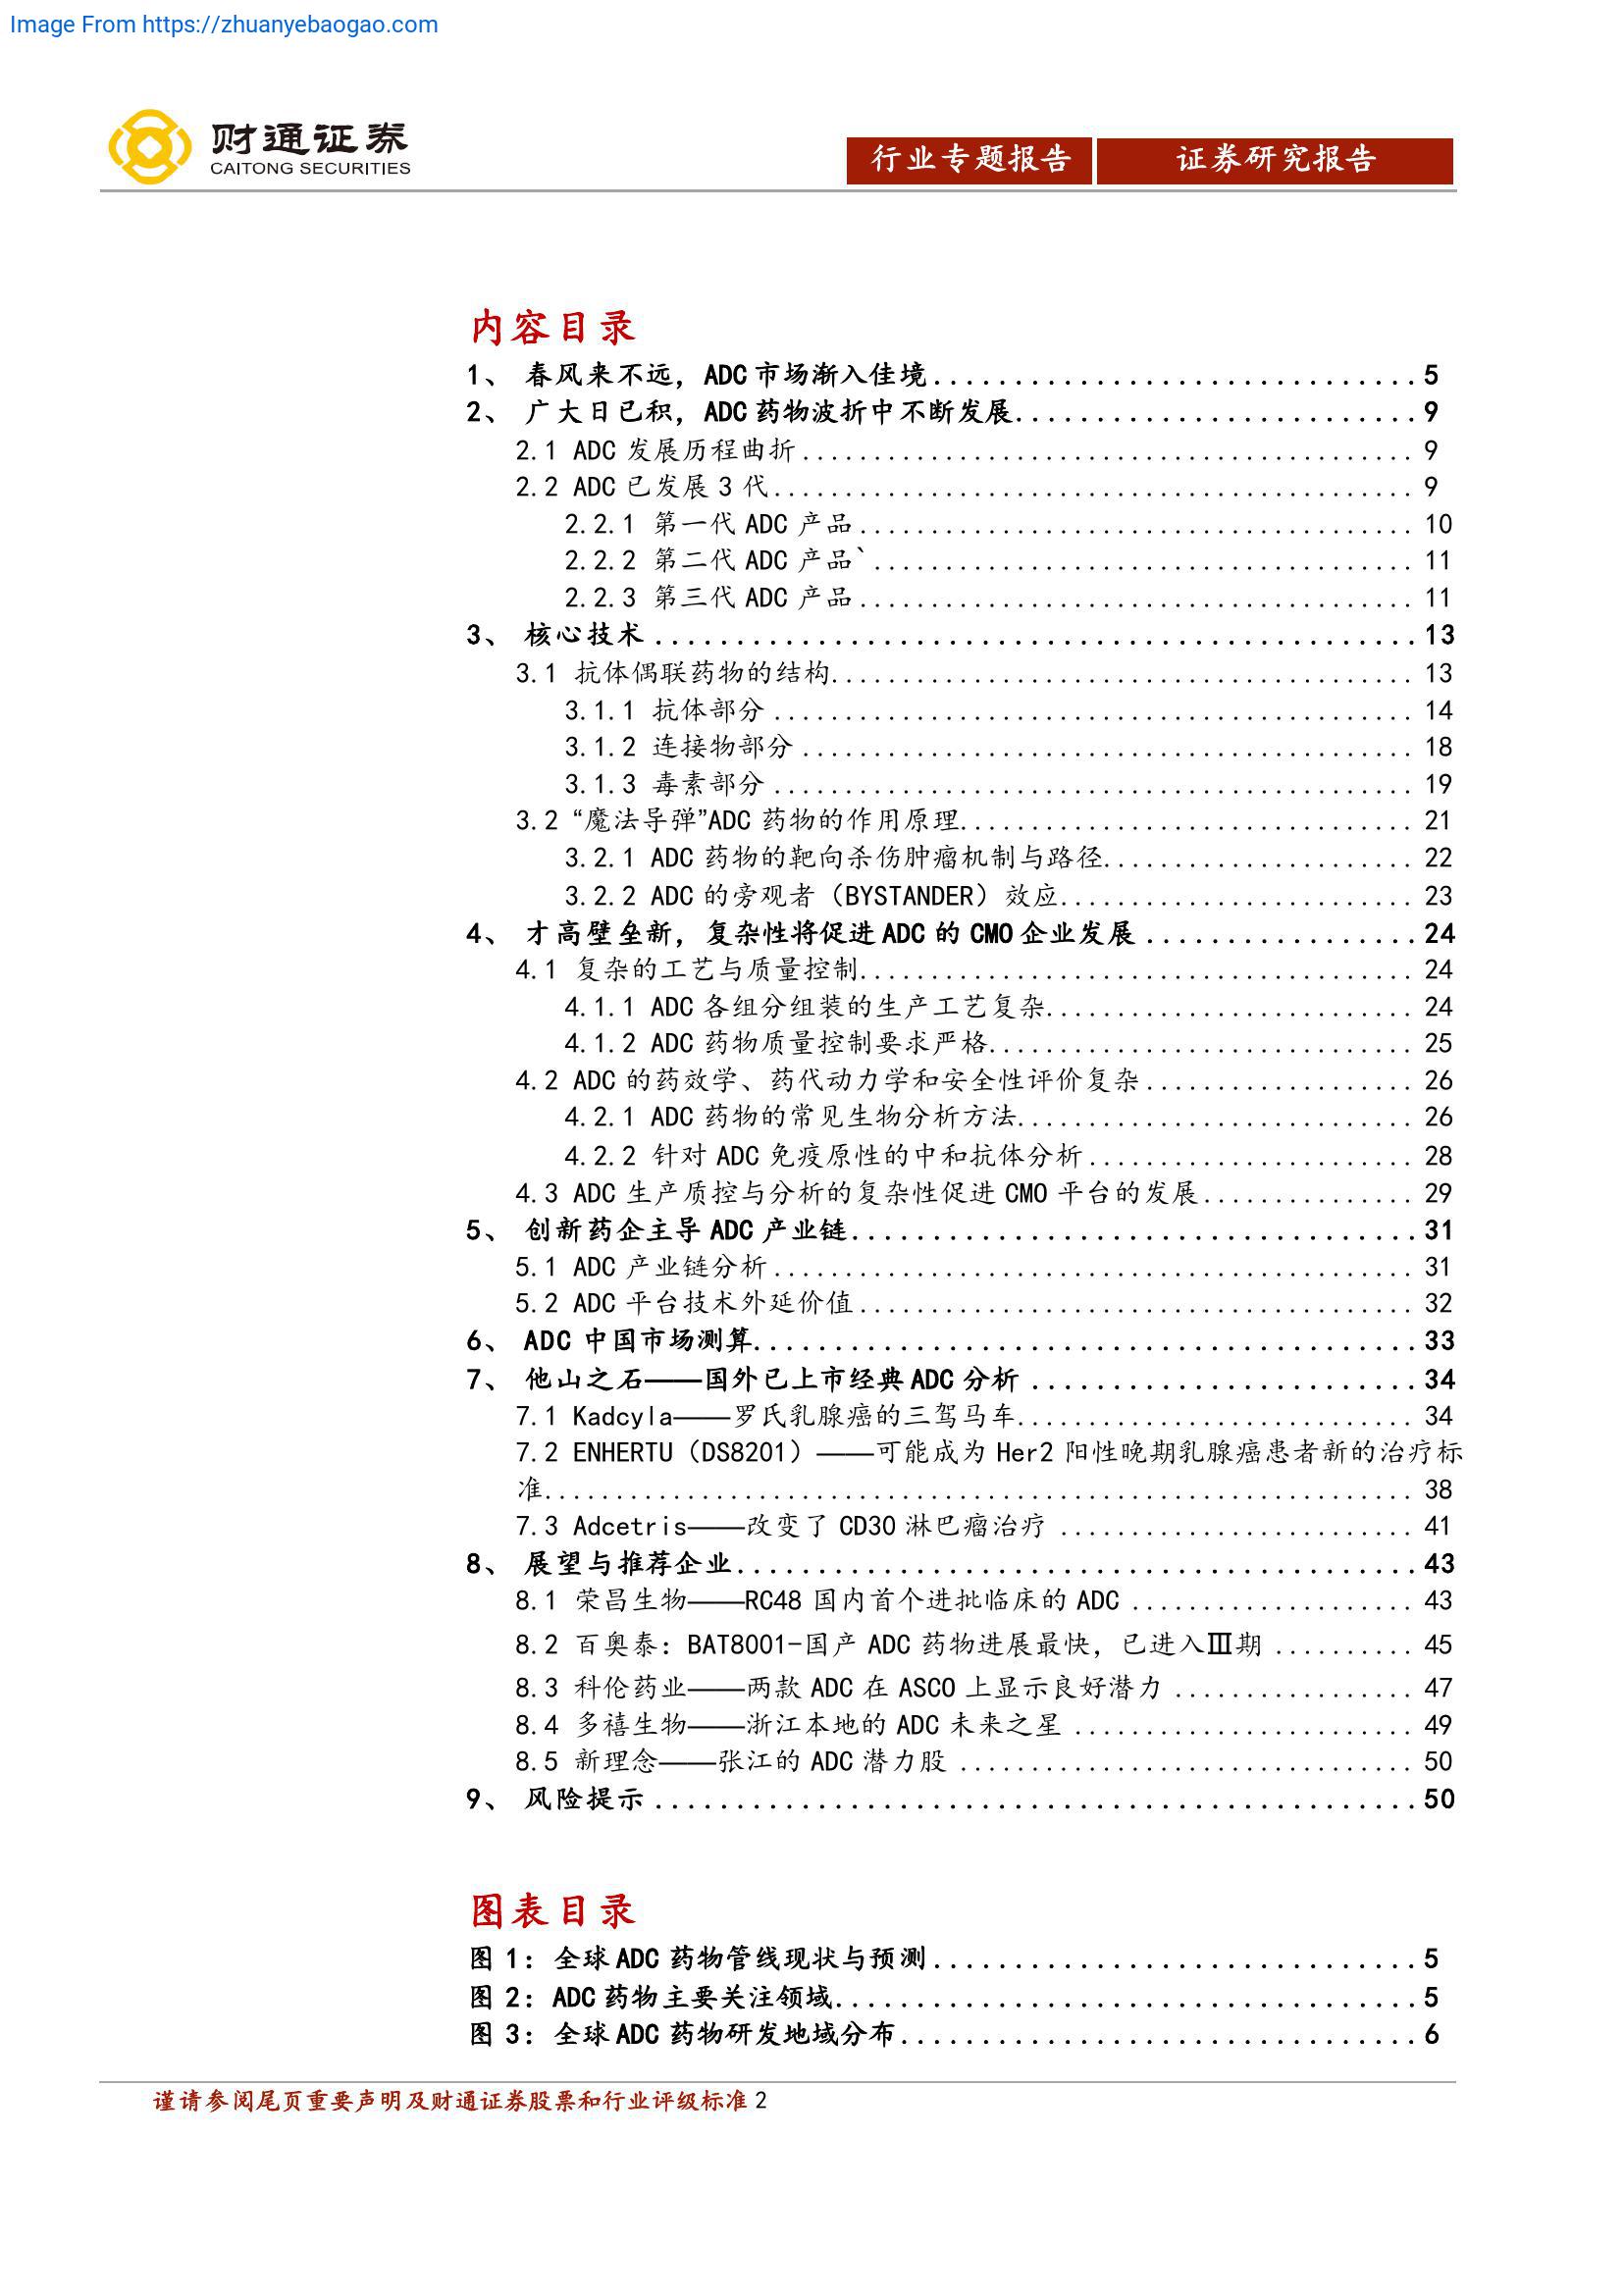 Image From https://zhuanyebaogao.com
财通证券
CAITONG SECURITIES
行业专题报告 证券研究报告
内容目录
1、 春风来不远，ADC 市场渐入佳境..............................5
2、 广大日已积，ADC 药物波折中不断发展.........................9
2.1 ADC 发展历程曲折........................................... 9
2.2 ADC 已发展 3 代............................................. 9
2.2.1 第一代 ADC 产品....................................... 10
2.2.2 第二代 ADC 产品`...................................... 11
2.2.3 第三代 ADC 产品....................................... 11
3、 核心技术...............................................13
3.1 抗体偶联药物的结构......................................... 13
3.1.1 抗体部分............................................. 14
3.1.2 连接物部分........................................... 18
3.1.3 毒素部分............................................. 19
3.2 “魔法导弹”ADC 药物的作用原理................................ 21
3.2.1 ADC 药物的靶向杀伤肿瘤机制与路径...................... 22
3.2.2 ADC 的旁观者（BYSTANDER）效应......................... 23
4、 才高壁垒新，复杂性将促进 ADC 的 CMO 企业发展.................24
4.1 复杂的工艺与质量控制....................................... 24
4.1.1 ADC 各组分组装的生产工艺复杂.......................... 24
4.1.2 ADC 药物质量控制要求严格.............................. 25
4.2 ADC 的药效学、药代动力学和安全性评价复杂................... 26
4.2.1 ADC 药物的常见生物分析方法............................ 26
4.2.2 针对 ADC 免疫原性的中和抗体分析....................... 28
4.3 ADC 生产质控与分析的复杂性促进 CMO 平台的发展............... 29
5、 创新药企主导 ADC 产业链...................................31
5.1 ADC 产业链分析............................................. 31
5.2 ADC 平台技术外延价值....................................... 32
6、 ADC 中国市场测算.........................................33
7、 他山之石——国外已上市经典 ADC 分析........................34
7.1 Kadcyla——罗氏乳腺癌的三驾马车............................ 34
7.2 ENHERTU（DS8201）——可能成为 Her2 阳性晚期乳腺癌患者新的治疗标
准............................................................. 38
7.3 Adcetris——改变了 CD30 淋巴瘤治疗......................... 41
8、 展望与推荐企业..........................................43
8.1 荣昌生物——RC48 国内首个进批临床的 ADC.................... 43
8.2 百奥泰：BAT8001-国产 ADC 药物进展最快，已进入Ⅲ期.......... 45
8.3 科伦药业——两款 ADC 在 ASCO 上显示良好潜力................. 47
8.4 多禧生物——浙江本地的 ADC 未来之星........................ 49
8.5 新理念——张江的 ADC 潜力股................................ 50
9、 风险提示...............................................50
图表目录
图 1：全球 ADC 药物管线现状与预测..............................5
图 2：ADC 药物主要关注领域....................................5
图 3：全球 ADC 药物研发地域分布................................6
谨请参阅尾页重要声明及财通证券股票和行业评级标准 2